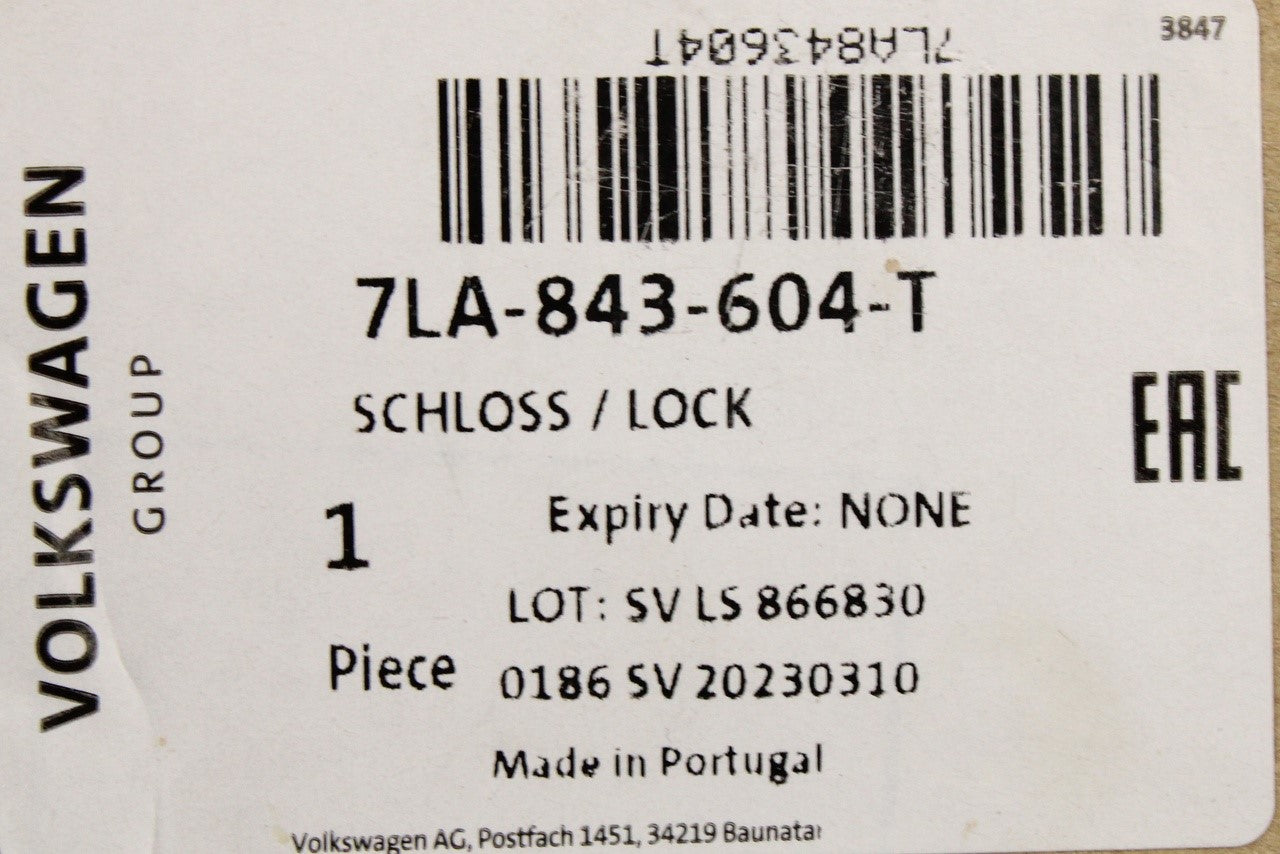 3847
7LA843604T
7LA-843-604-T
SCHLOSS / LOCK
EAC
1
Expiry Date: NONE
LOT: SV LS 866830
Piece
0186 SV 20230310
Made in Portugal
Volkswagen AG, Postfach 1451, 34219 Baunatal
VOLKSWAGEN
GROUP